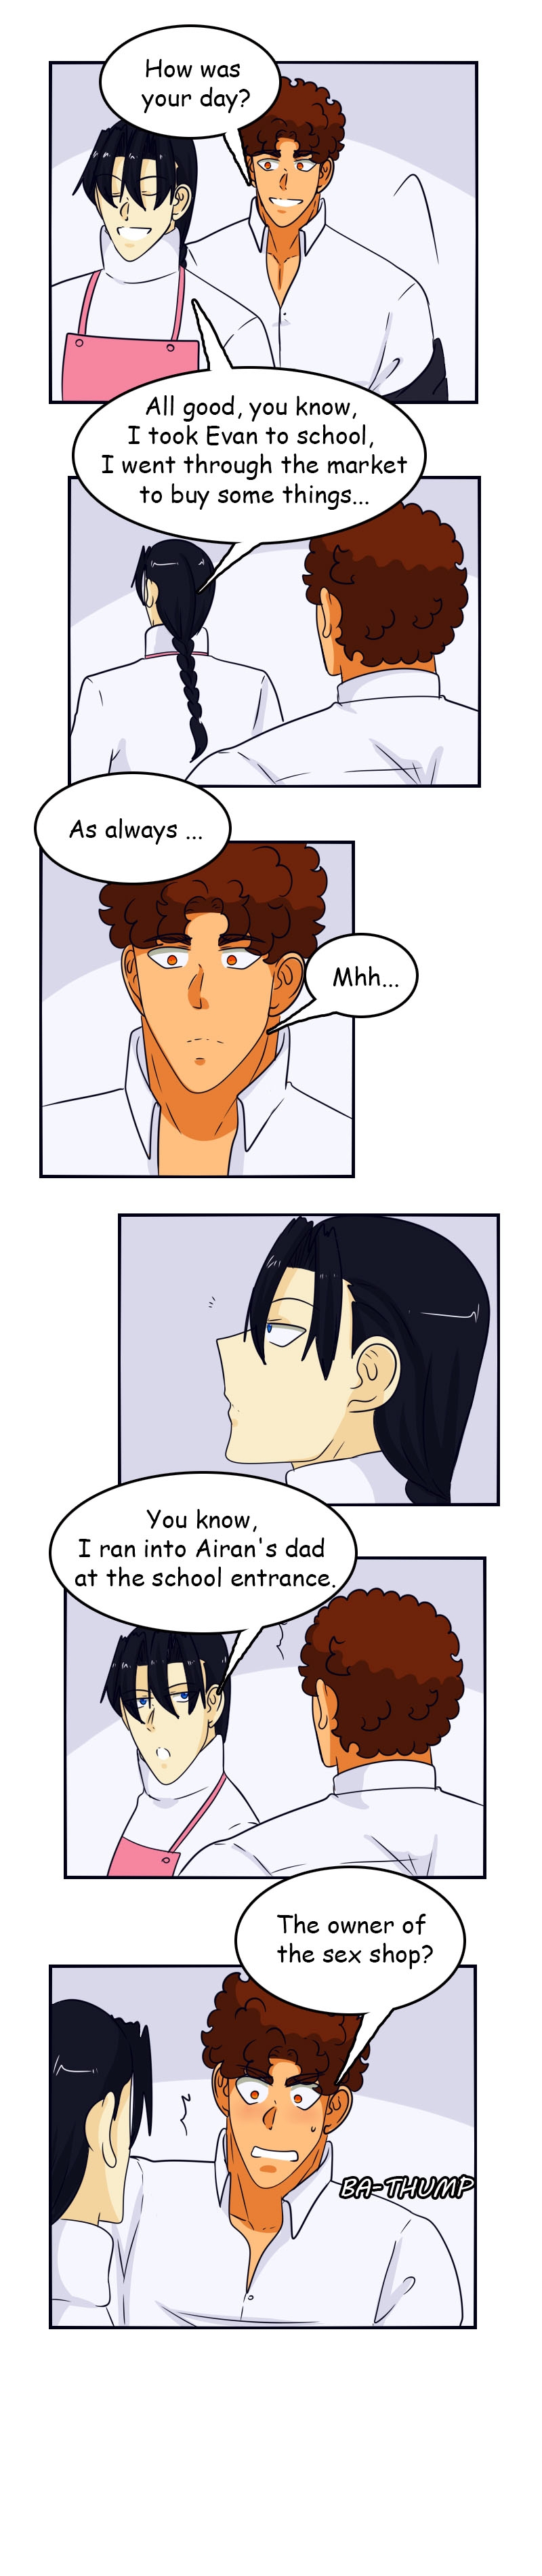 How was
your day?
All good, you know,
I took Evan to school,
I went through the market
to buy some things...
As always ...
Mhh...
You know,
I ran into Airan's dad
at the school entrance.
The owner of
the sex shop?
BA-THUMP